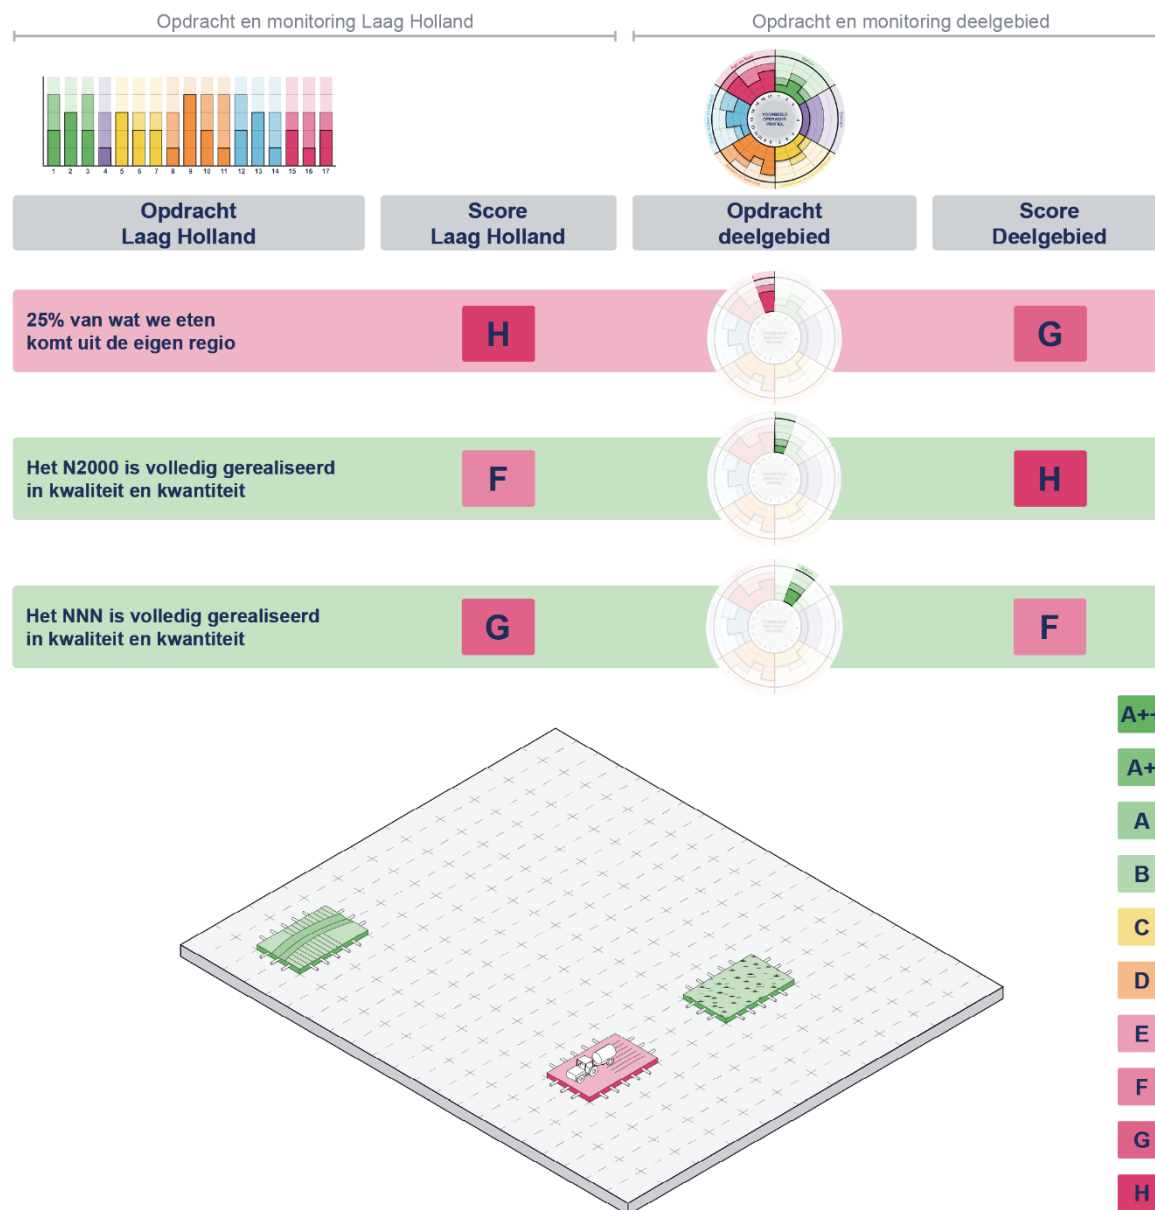 Opdracht en monitoring Laag Holland
Opdracht en monitoring deelgebied
1 2 3 4 5 6 7 8 9 10 11 12 13 14 15 16 17
VOORBEELD
OPDRACHT-
PROFIEL
Opdracht
Laag Holland
Score
Laag Holland
Opdracht
deelgebied
Score
Deelgebied
25% van wat we eten
komt uit de eigen regio
H
G
Het N2000 is volledig gerealiseerd
in kwaliteit en kwantiteit
F
H
Het NNN is volledig gerealiseerd
in kwaliteit en kwantiteit
G
F
A++
A+
A
B
C
D
E
F
G
H